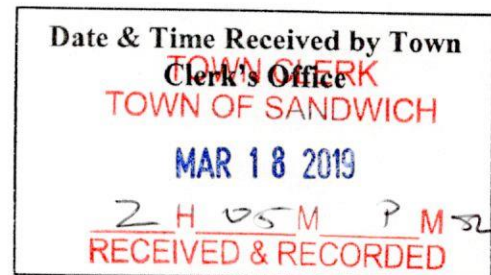 Date & Time Received by Town
Clerk's Office
TOWN CLERK
TOWN OF SANDWICH
MAR 18 2019
2 H 05 M P M
RECEIVED & RECORDED